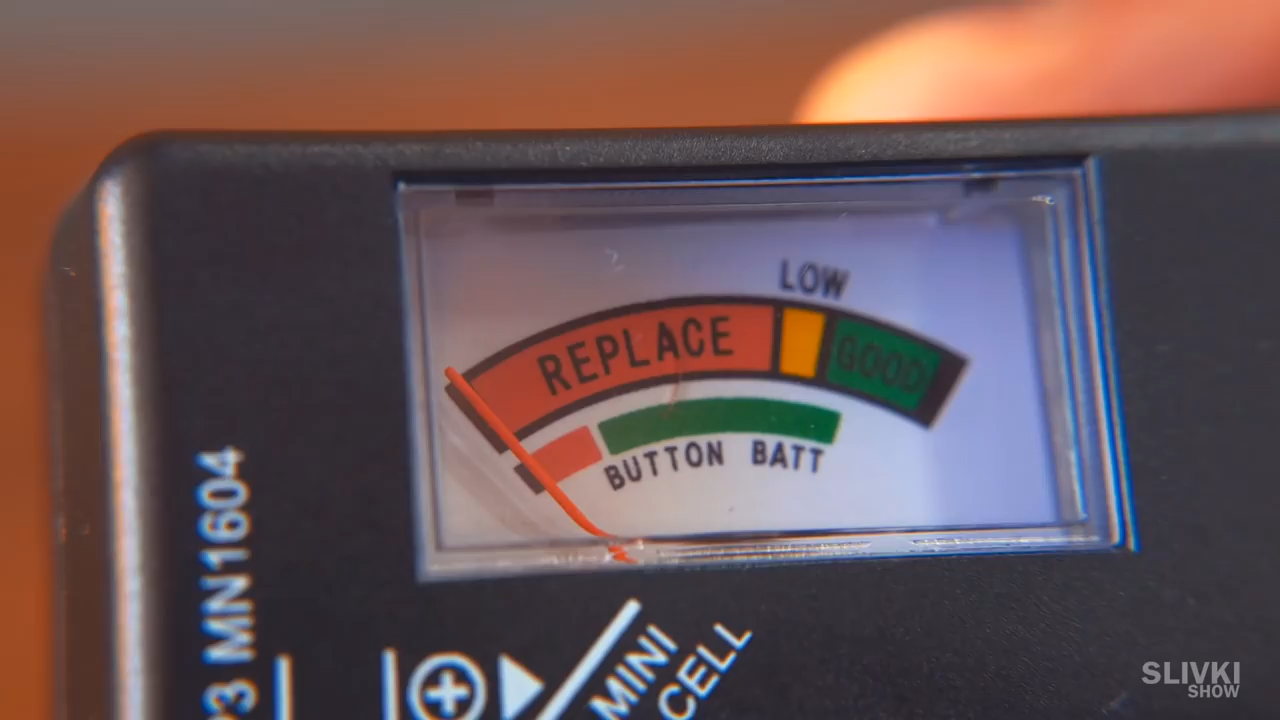 LOW
REPLACE
GOOD
BUTTON BATT
MN1604
MINI
CELL
SLIVKI
SHOW